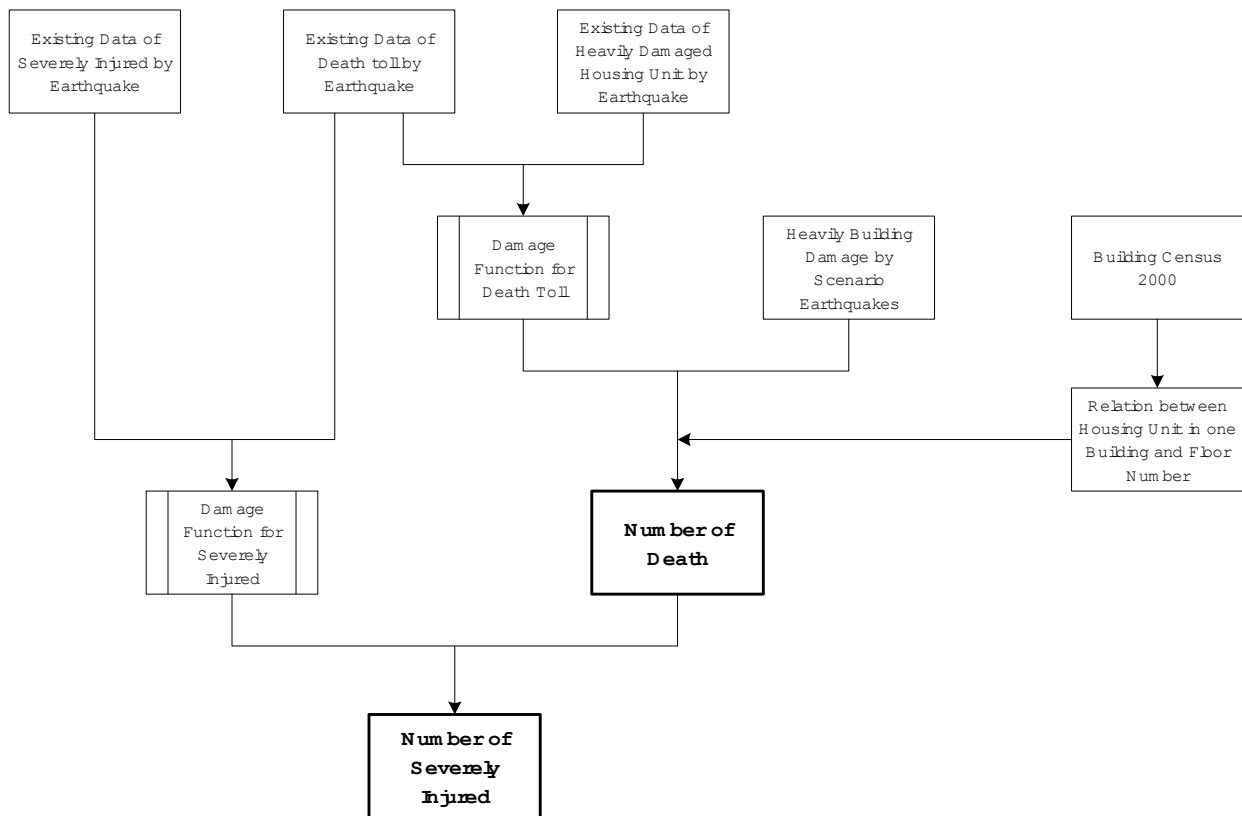 Existing Data of
Severely Injured by
Earthquake
Existing Data of
Death toll by
Earthquake
Existing Data of
Heavily Damaged
Housing Unit by
Earthquake
Damage
Function for
Death Toll
Heavily Building
Damage by
Scenario
Earthquakes
Building Census
2000
Relation between
Housing Unit in one
Building and Floor
Number
Damage
Function for
Severely
Injured
Number of
Death
Number of
Severely
Injured